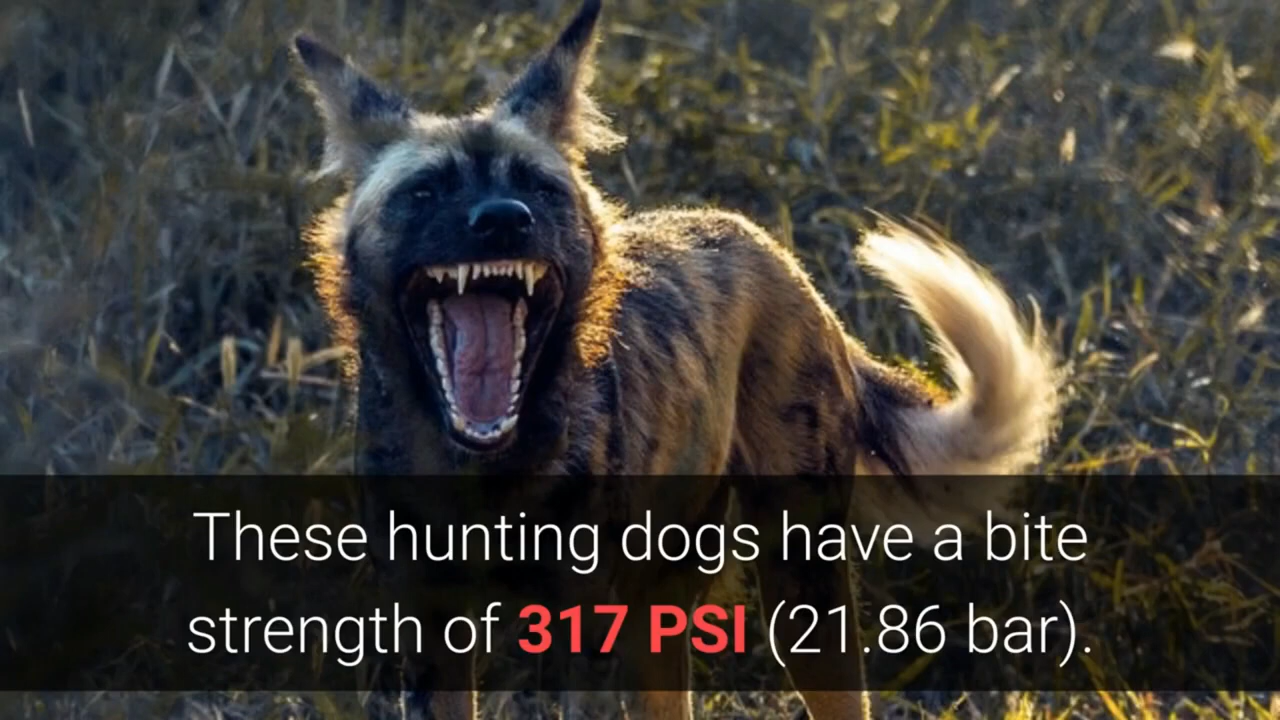 These hunting dogs have a bite
strength of 317 PSI (21.86 bar).